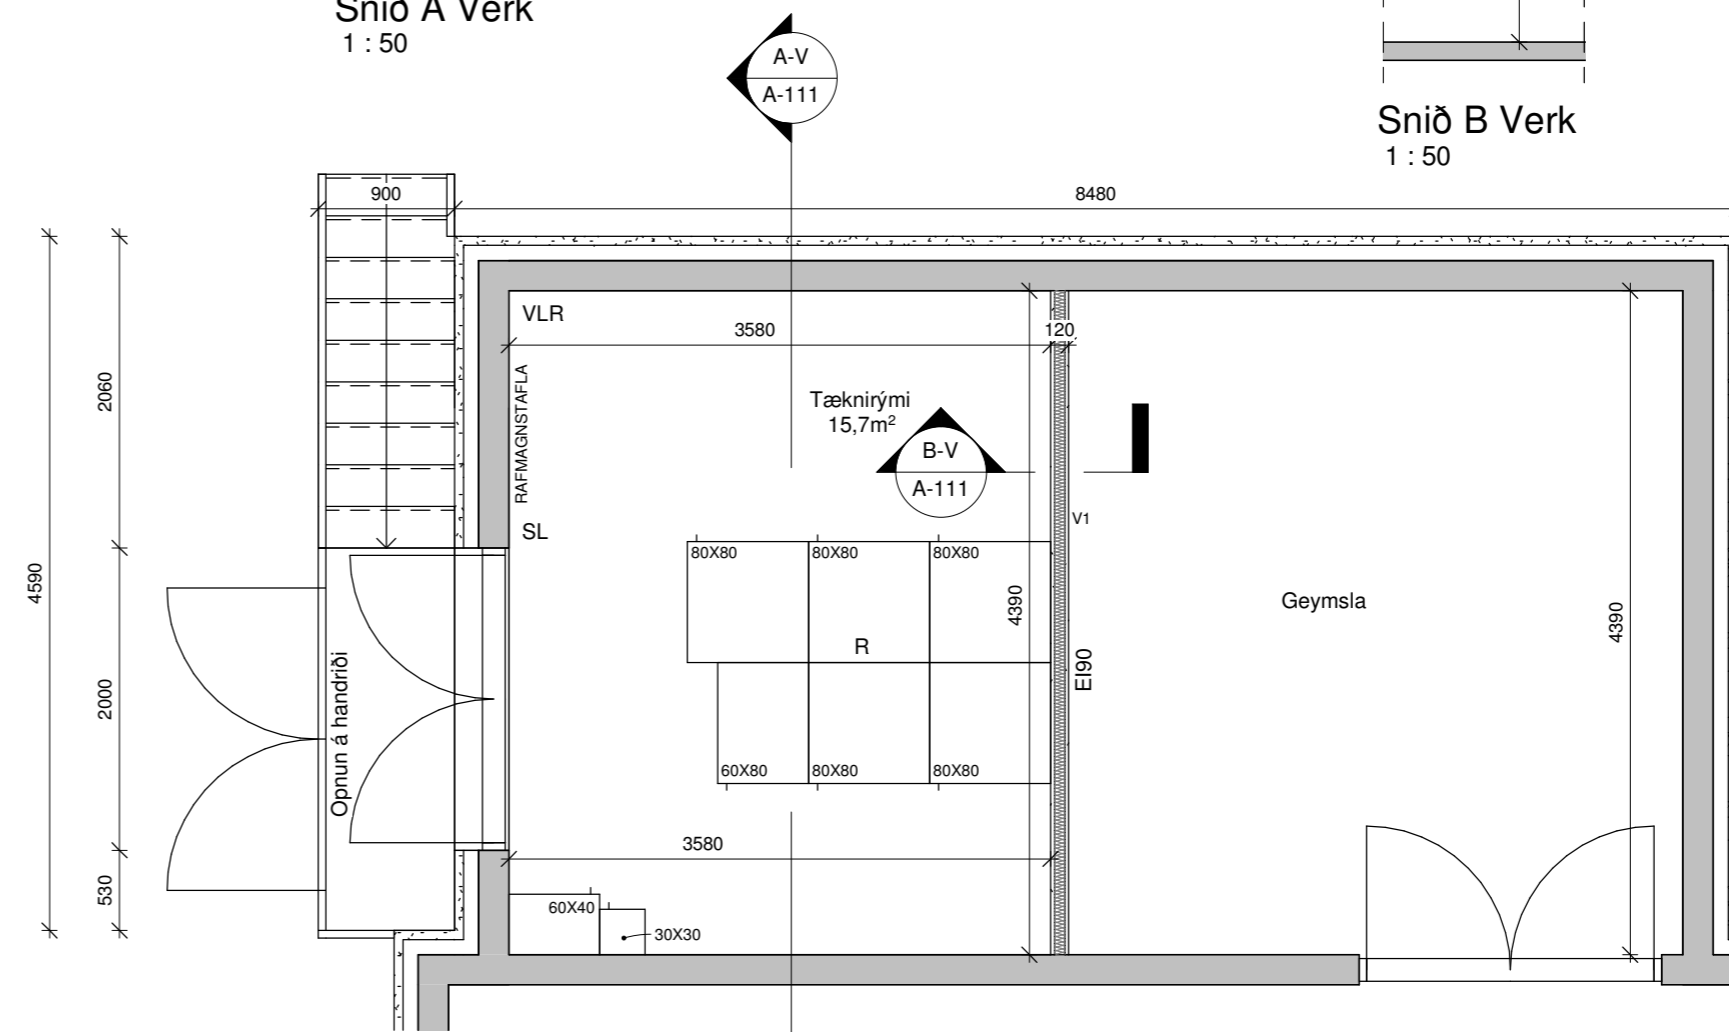 Snið A Verk
1 : 50
A-V
A-111
Snið B Verk
1 : 50
900
8480
VLR
3580
120
RAFMAGNSTAFLA
Tæknirými
15,7m²
B-V
A-111
SL
V1
2060
4590
2000
530
80X80
80X80
80X80
R
4390
EI90
Geymsla
4390
Opnun á handriði
60X80
80X80
80X80
3580
60X40
30X30